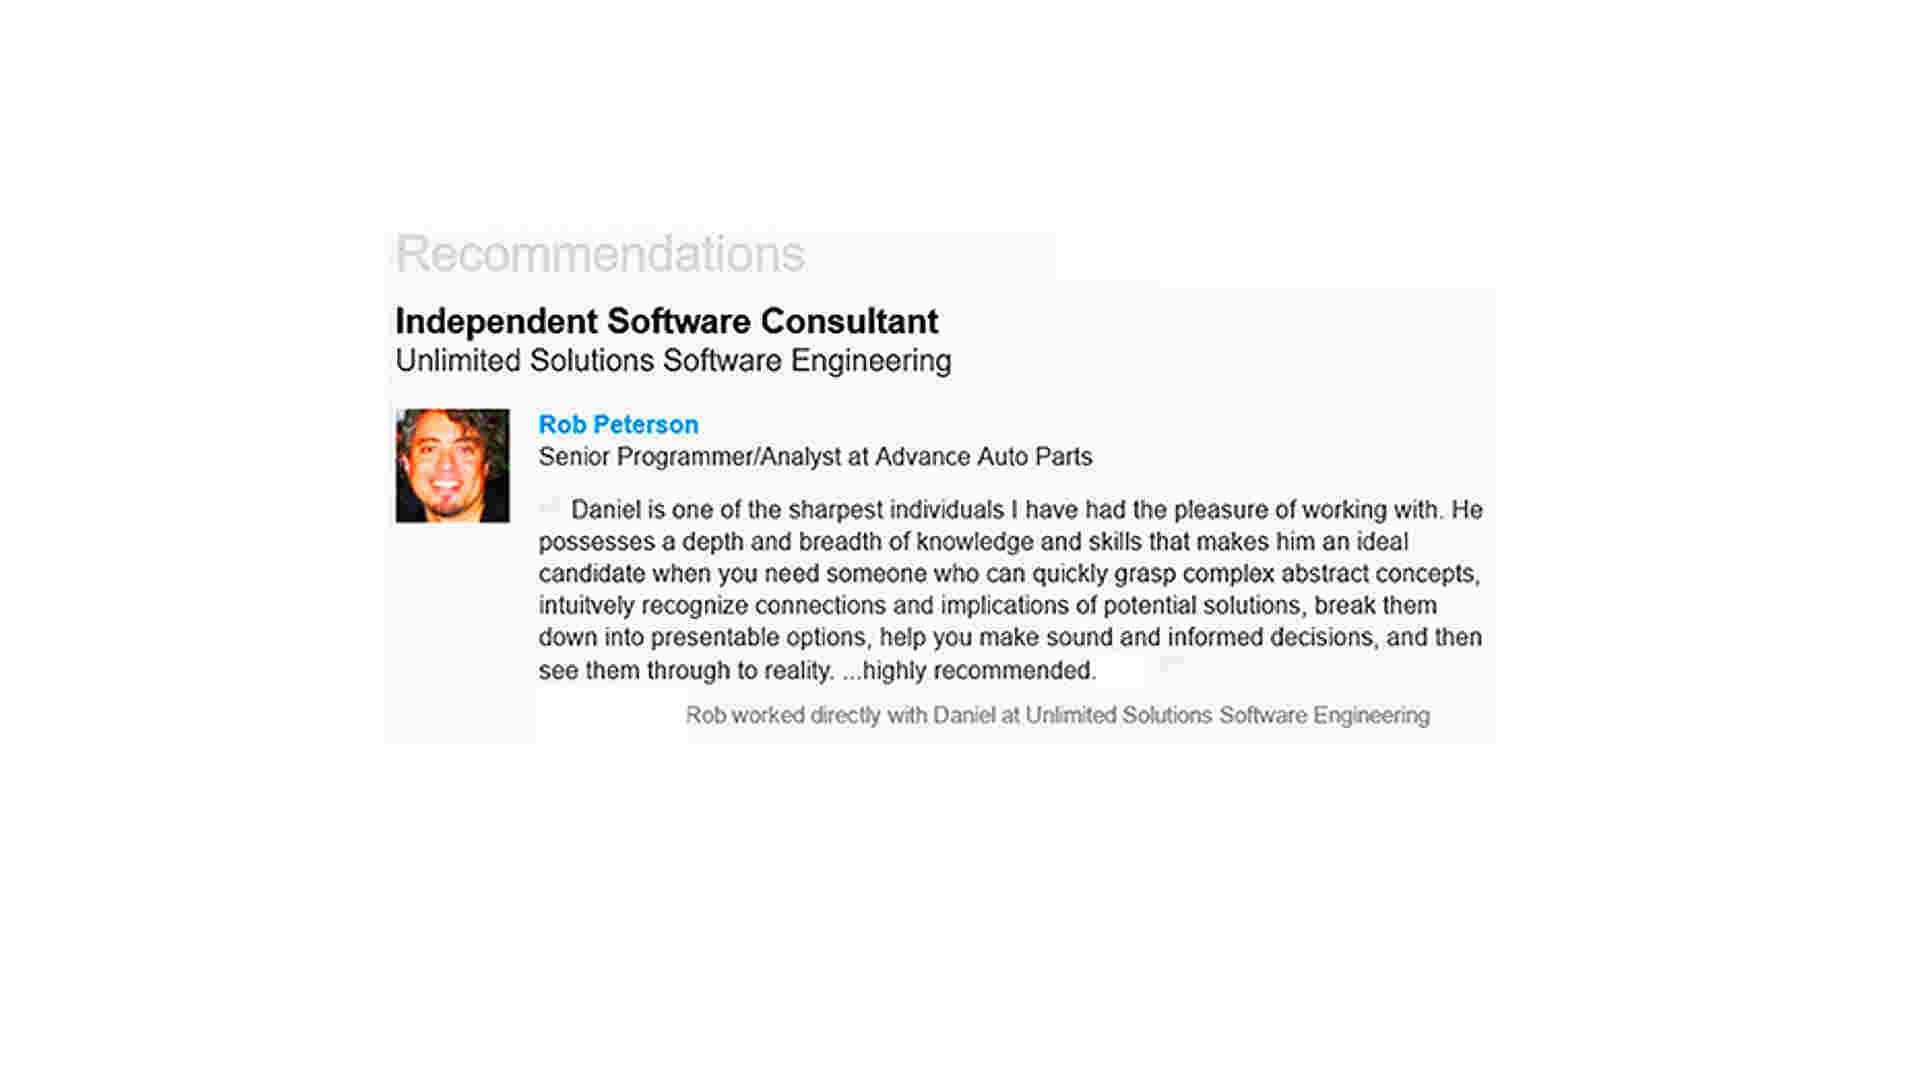 Recommendations
Independent Software Consultant
Unlimited Solutions Software Engineering
Rob Peterson
Senior Programmer/Analyst at Advance Auto Parts
Daniel is one of the sharpest individuals I have had the pleasure of working with. He
possesses a depth and breadth of knowledge and skills that makes him an ideal
candidate when you need someone who can quickly grasp complex abstract concepts,
intuitvely recognize connections and implications of potential solutions, break them
down into presentable options, help you make sound and informed decisions, and then
see them through to reality. ...highly recommended.
Rob worked directly with Daniel at Unlimited Solutions Software Engineering